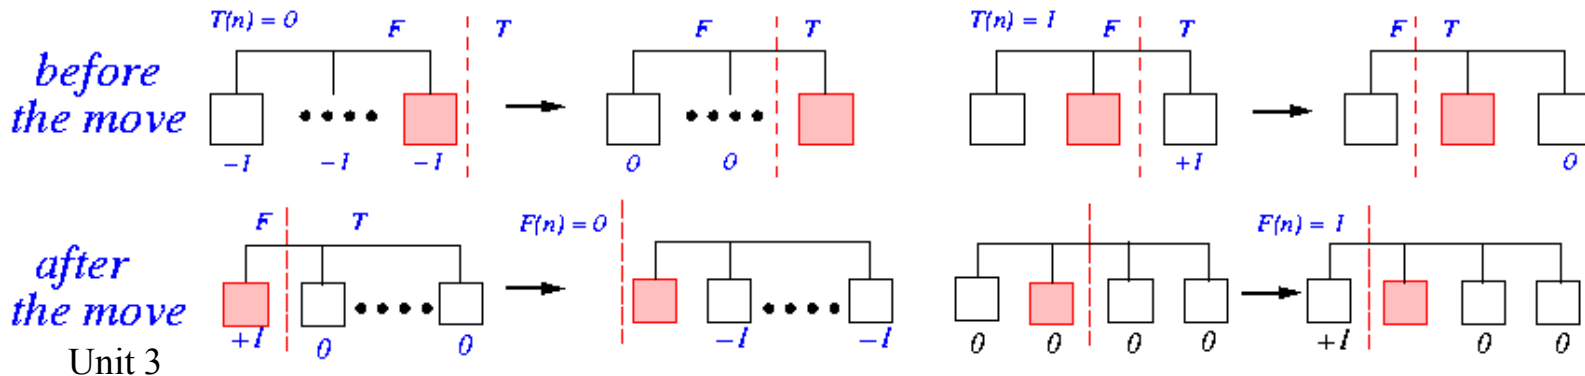 T(n) = 0 F T F T T(n) = 1 F T F T
before
the move
-1 -1 -1 0 0 +1 0
F T F(n) = 0 F(n) = 1
after
the move
+1 0 0 -1 -1 0 0 0 0 +1 0 0
Unit 3